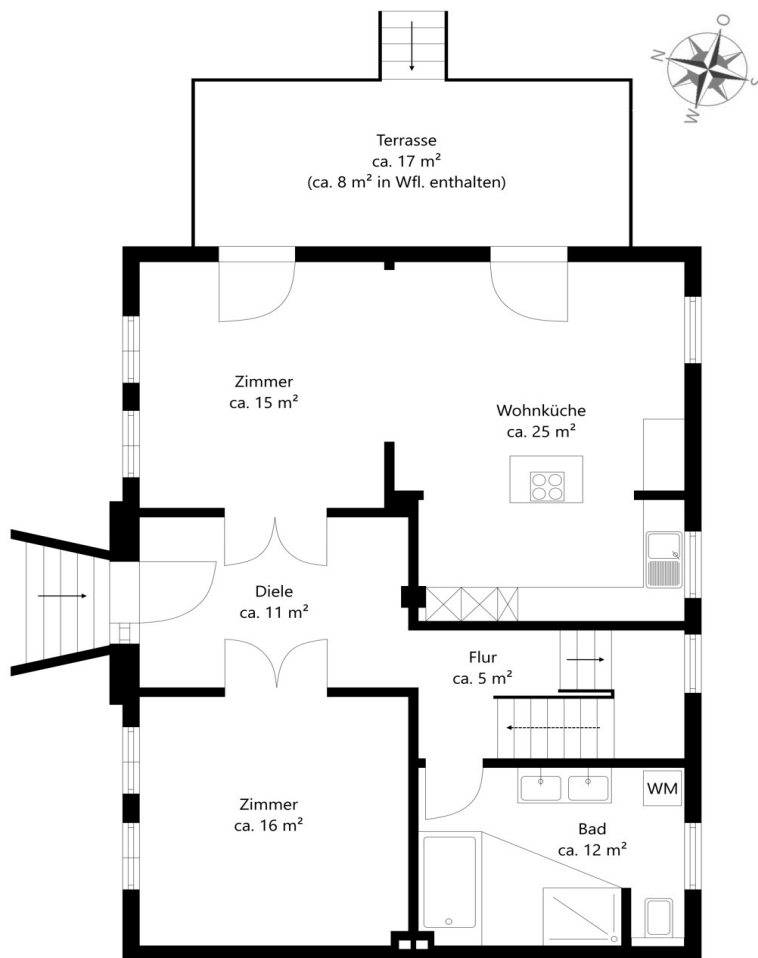 O
N
S
W
Terrasse
ca. 17 m²
(ca. 8 m² in Wfl. enthalten)
Zimmer
ca. 15 m²
Wohnküche
ca. 25 m²
Diele
ca. 11 m²
Flur
ca. 5 m²
Zimmer
ca. 16 m²
WM
Bad
ca. 12 m²